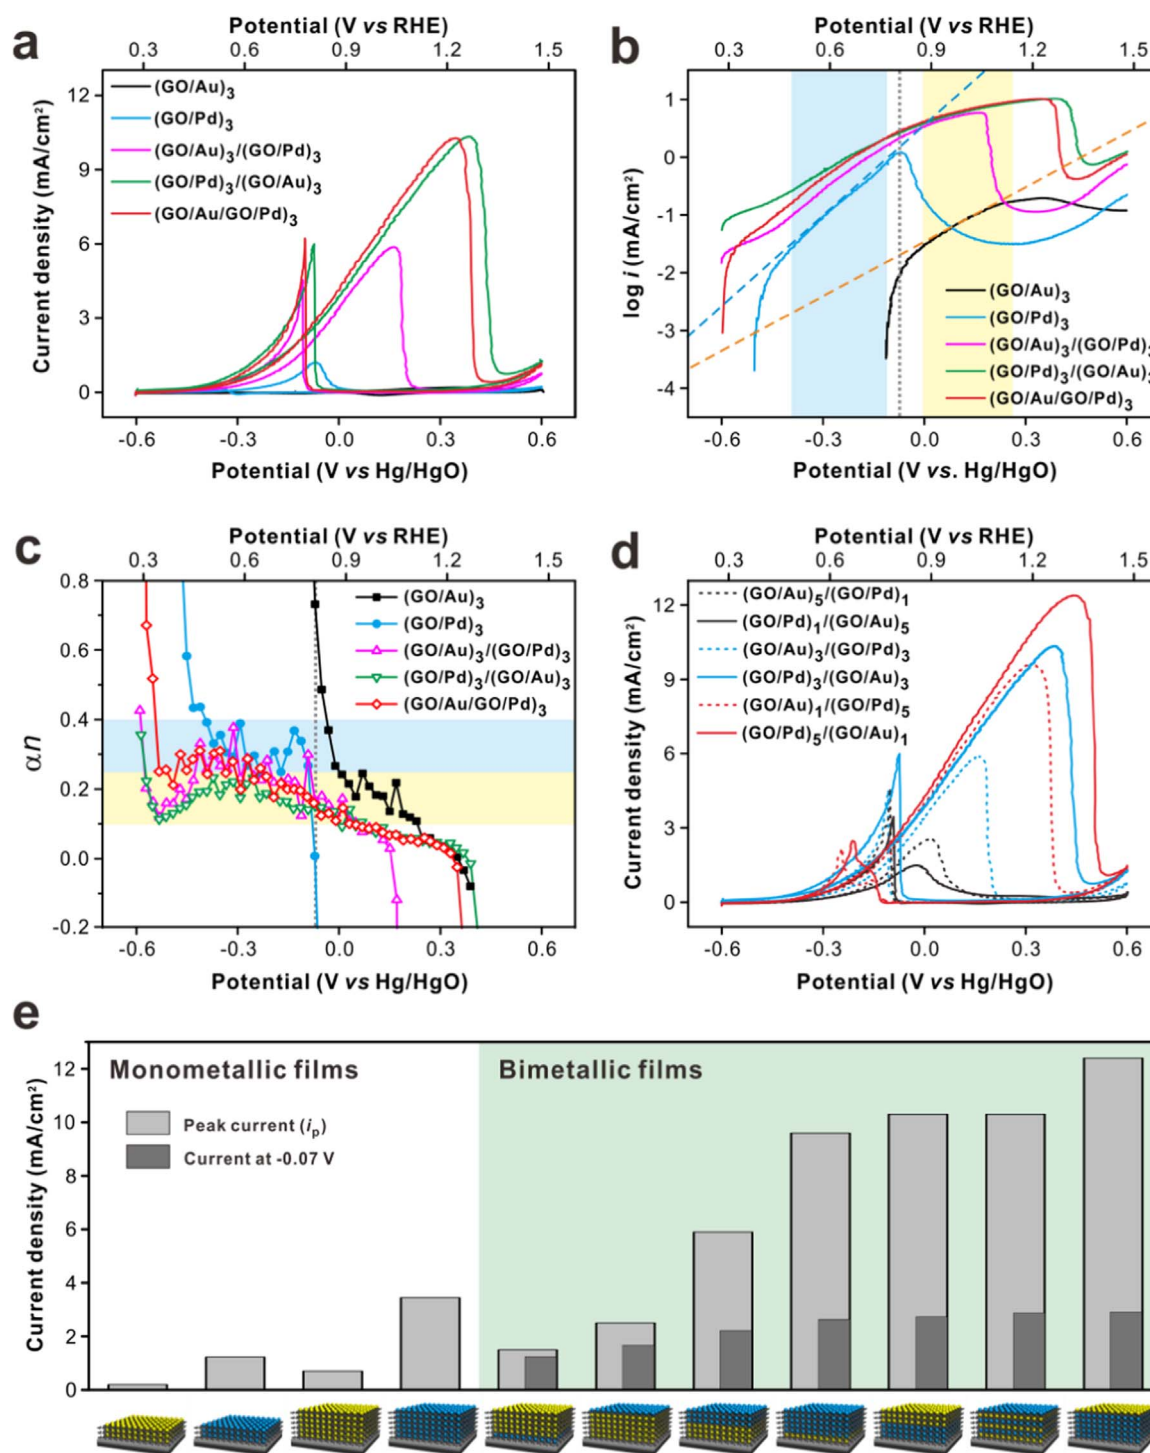 a
Potential (V vs RHE)
0.3 0.6 0.9 1.2 1.5
Current density (mA/cm²)
12
9
6
3
0
(GO/Au)₃
(GO/Pd)₃
(GO/Au)₃/(GO/Pd)₃
(GO/Pd)₃/(GO/Au)₃
(GO/Au/GO/Pd)₃
-0.6 -0.3 0.0 0.3 0.6
Potential (V vs Hg/HgO)
b
Potential (V vs RHE)
0.3 0.6 0.9 1.2 1.5
log i (mA/cm²)
1
0
-1
-2
-3
-4
(GO/Au)₃
(GO/Pd)₃
(GO/Au)₃/(GO/Pd)
(GO/Pd)₃/(GO/Au)
(GO/Au/GO/Pd)₃
-0.6 -0.3 0.0 0.3 0.6
Potential (V vs. Hg/HgO)
c
Potential (V vs RHE)
0.3 0.6 0.9 1.2 1.5
αn
0.8
0.6
0.4
0.2
0.0
-0.2
(GO/Au)₃
(GO/Pd)₃
(GO/Au)₃/(GO/Pd)₃
(GO/Pd)₃/(GO/Au)₃
(GO/Au/GO/Pd)₃
-0.6 -0.3 0.0 0.3 0.6
Potential (V vs Hg/HgO)
d
Potential (V vs RHE)
0.3 0.6 0.9 1.2 1.5
Current density (mA/cm²)
12
9
6
3
0
(GO/Au)₅/(GO/Pd)₁
(GO/Pd)₁/(GO/Au)₅
(GO/Au)₃/(GO/Pd)₃
(GO/Pd)₃/(GO/Au)₃
(GO/Au)₁/(GO/Pd)₅
(GO/Pd)₅/(GO/Au)₁
-0.6 -0.3 0.0 0.3 0.6
Potential (V vs Hg/HgO)
e
Current density (mA/cm²)
12
10
8
6
4
2
0
Monometallic films
Bimetallic films
Peak current (iₚ)
Current at -0.07 V